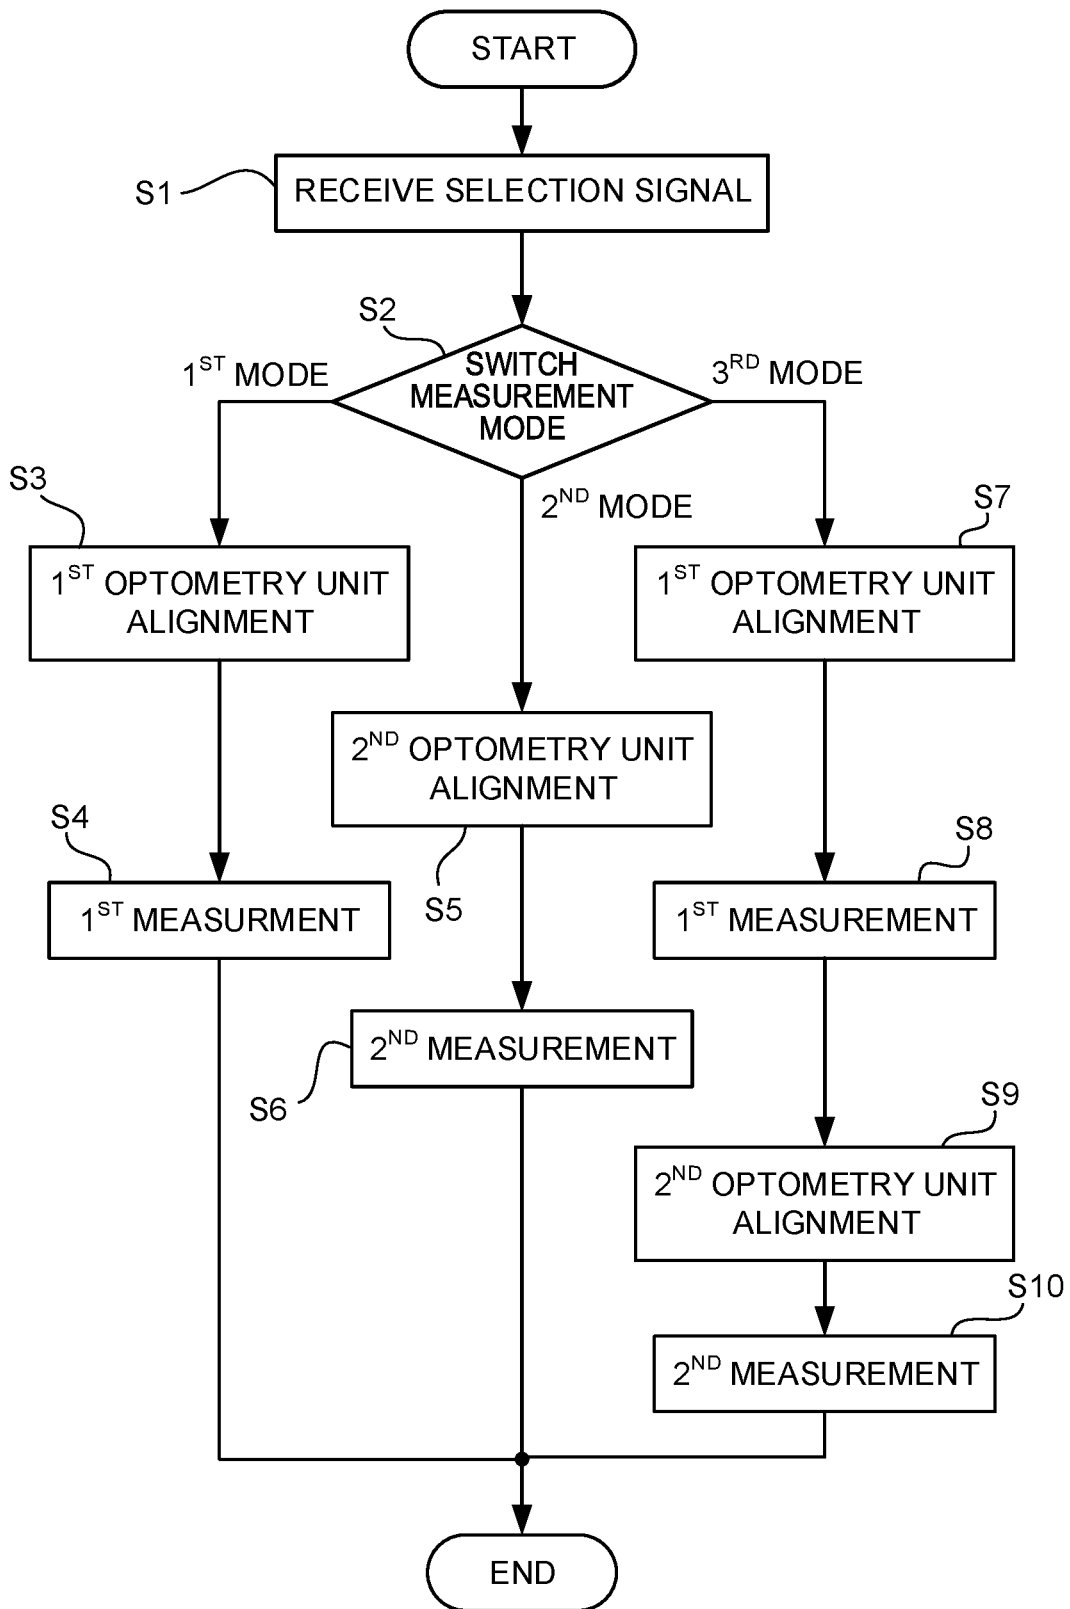 START
S1
RECEIVE SELECTION SIGNAL
S2
SWITCH
MEASUREMENT
MODE
1ST MODE
3RD MODE
2ND MODE
S3
1ST OPTOMETRY UNIT
ALIGNMENT
S7
1ST OPTOMETRY UNIT
ALIGNMENT
2ND OPTOMETRY UNIT
ALIGNMENT
S5
S4
1ST MEASURMENT
S8
1ST MEASUREMENT
2ND MEASUREMENT
S6
S9
2ND OPTOMETRY UNIT
ALIGNMENT
S10
2ND MEASUREMENT
END